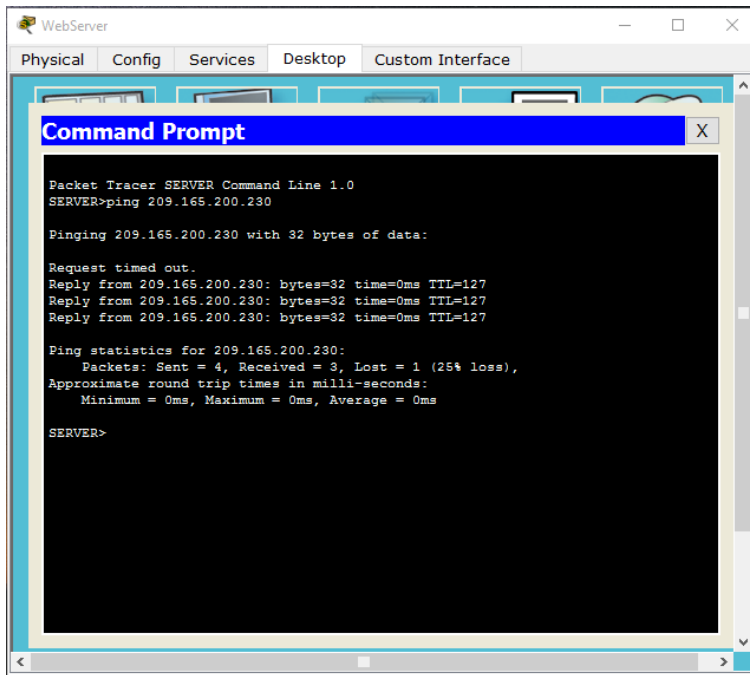 WebServer
Physical Config Services Desktop Custom Interface
Command Prompt X
Packet Tracer SERVER Command Line 1.0
SERVER>ping 209.165.200.230
Pinging 209.165.200.230 with 32 bytes of data:
Request timed out.
Reply from 209.165.200.230: bytes=32 time=0ms TTL=127
Reply from 209.165.200.230: bytes=32 time=0ms TTL=127
Reply from 209.165.200.230: bytes=32 time=0ms TTL=127
Ping statistics for 209.165.200.230:
Packets: Sent = 4, Received = 3, Lost = 1 (25% loss),
Approximate round trip times in milli-seconds:
Minimum = 0ms, Maximum = 0ms, Average = 0ms
SERVER>